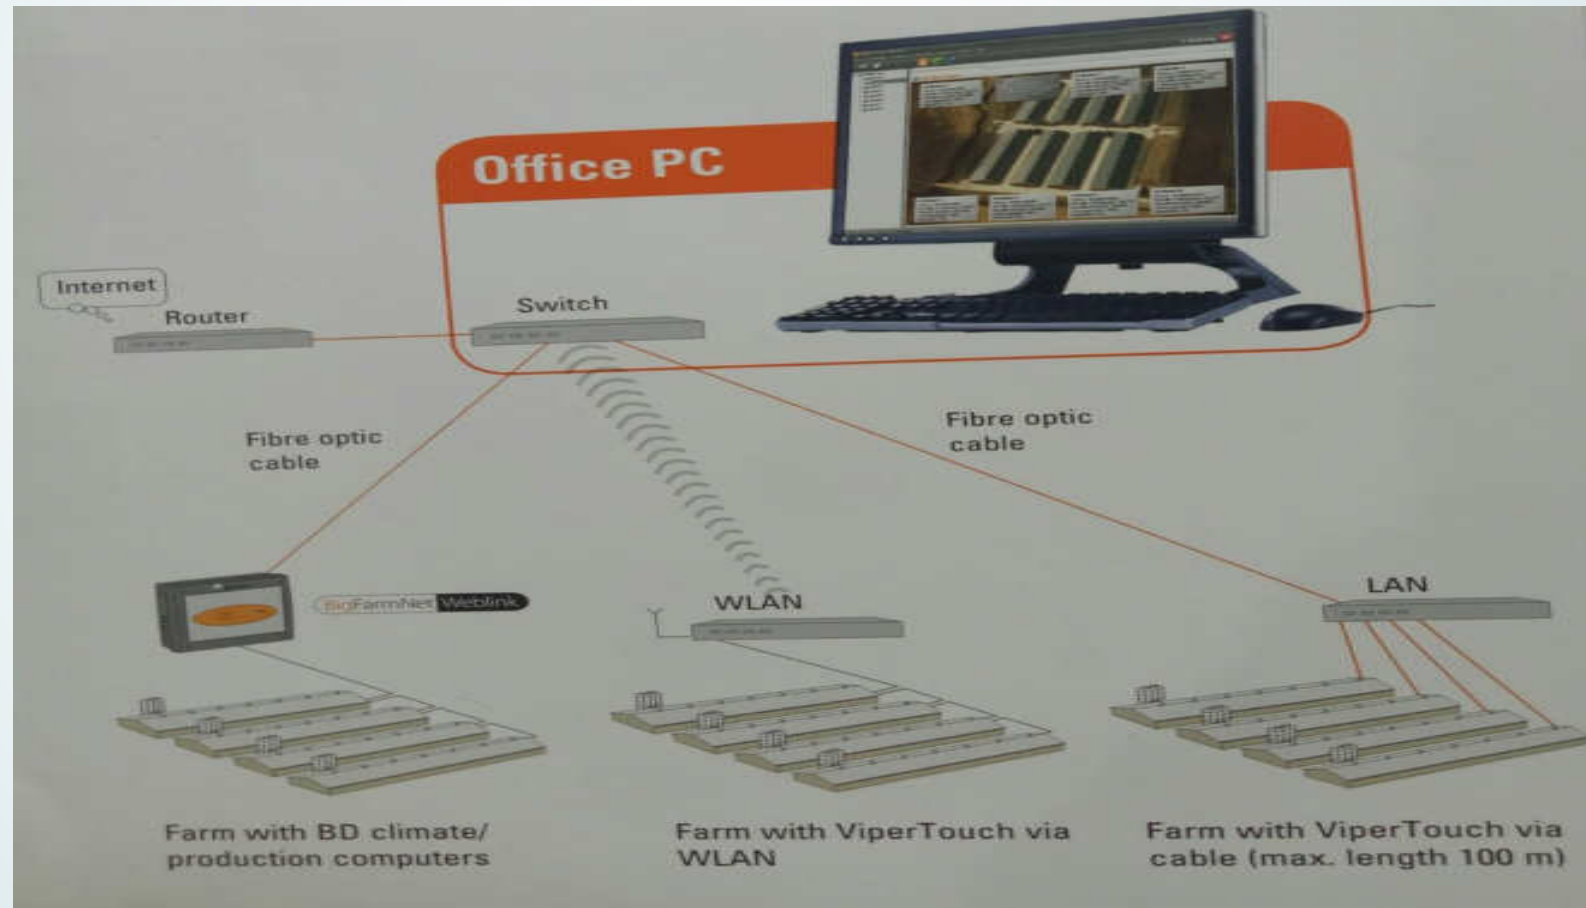 Office PC
Internet
Router
Switch
Fibre optic
cable
Fibre optic
cable
BigFarmNet Weblink
WLAN
LAN
Farm with BD climate/
production computers
Farm with ViperTouch via
WLAN
Farm with ViperTouch via
cable (max. length 100 m)